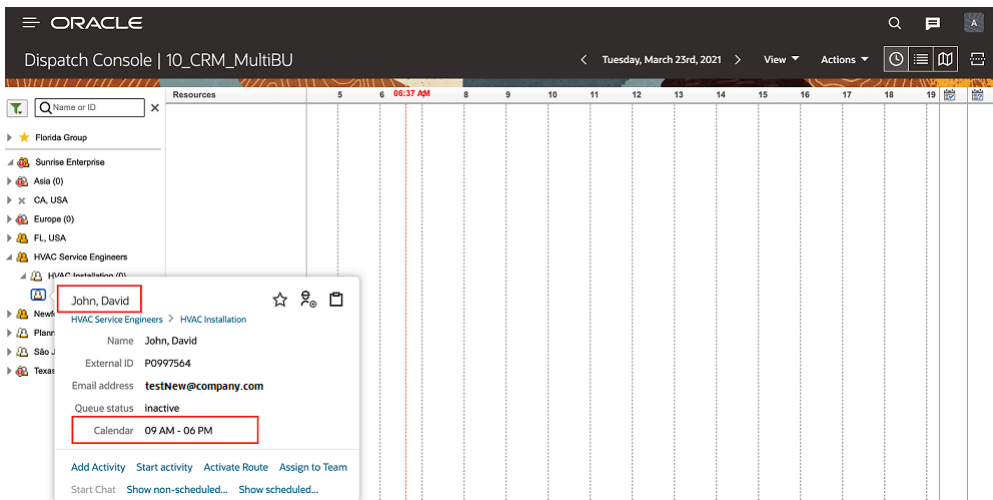 ORACLE
A
Dispatch Console | 10_CRM_MultiBU
Tuesday, March 23rd, 2021 View Actions
Name or ID
Resources 5 6 06:37 AM 8 9 10 11 12 13 14 15 16 17 18 19
Florida Group
Sunrise Enterprise
Asia (0)
CA, USA
Europe (0)
FL, USA
HVAC Service Engineers
HVAC Installation (0)
John, David
HVAC Service Engineers > HVAC Installation
Name John, David
External ID P0997564
Email address testNew@company.com
Queue status inactive
Calendar 09 AM - 06 PM
Add Activity Start activity Activate Route Assign to Team
Start Chat Show non-scheduled... Show scheduled...
Plann
São J
Texas